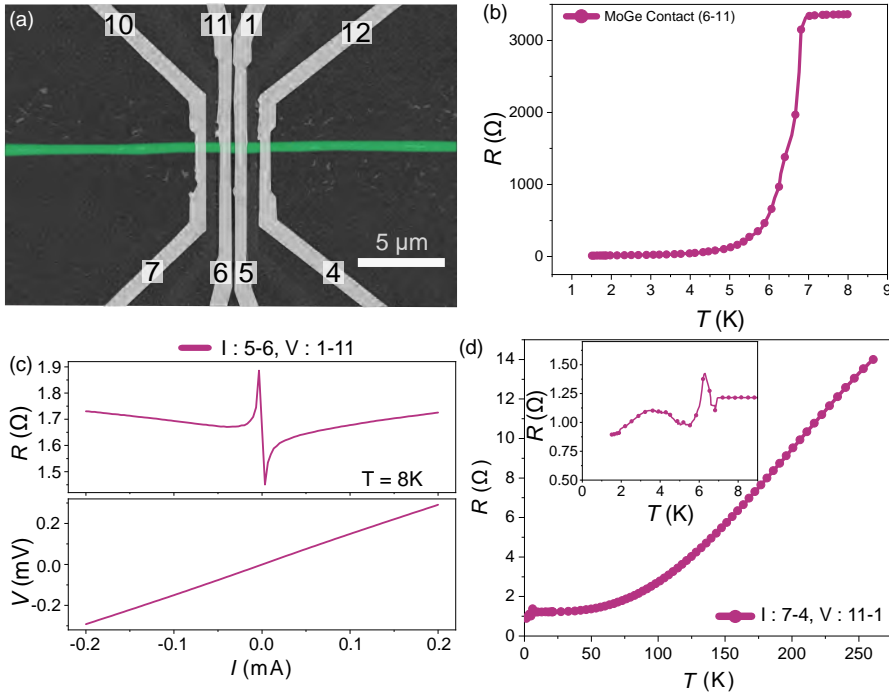 (a)
10
11
1
12
5 μm
7
6
5
4
(b)
MoGe Contact (6-11)
R (Ω)
3000
2000
1000
0
1 2 3 4 5 6 7 8 9
T (K)
(c)
I : 5-6, V : 1-11
R (Ω)
1.9
1.8
1.7
1.6
1.5
T = 8K
V (mV)
0.2
0.0
-0.2
-0.2 -0.1 0.0 0.1 0.2
I (mA)
(d)
R (Ω)
14
12
10
8
6
4
2
0
0 50 100 150 200 250
T (K)
I : 7-4, V : 11-1
R (Ω)
1.50
1.25
1.00
0.75
0.50
2 4 6 8
T (K)